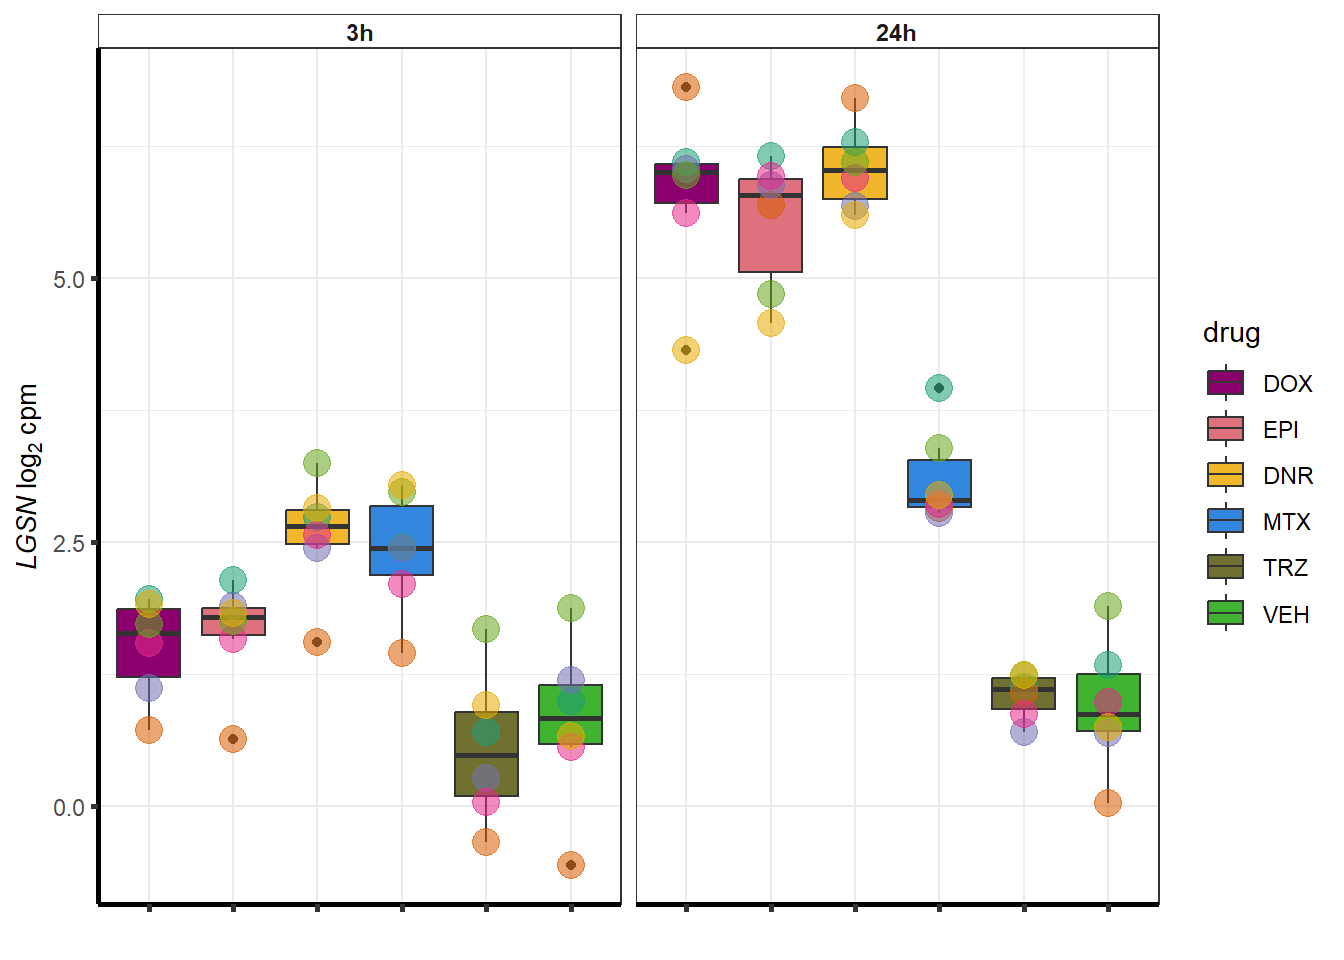 3h
24h
5.0
2.5
0.0
LGSN log₂ cpm
drug
DOX
EPI
DNR
MTX
TRZ
VEH